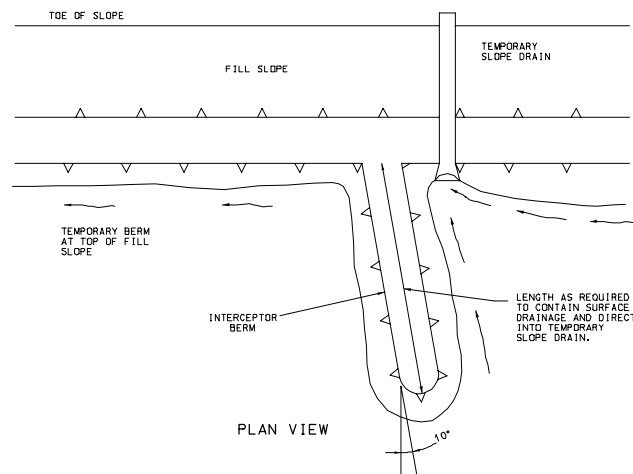 TOE OF SLOPE
TEMPORARY
SLOPE DRAIN
FILL SLOPE
TEMPORARY BERM
AT TOP OF FILL
SLOPE
INTERCEPTOR
BERM
LENGTH AS REQUIRED
TO CONTAIN SURFACE
DRAINAGE AND DIRECT
INTO TEMPORARY
SLOPE DRAIN.
PLAN VIEW
10°